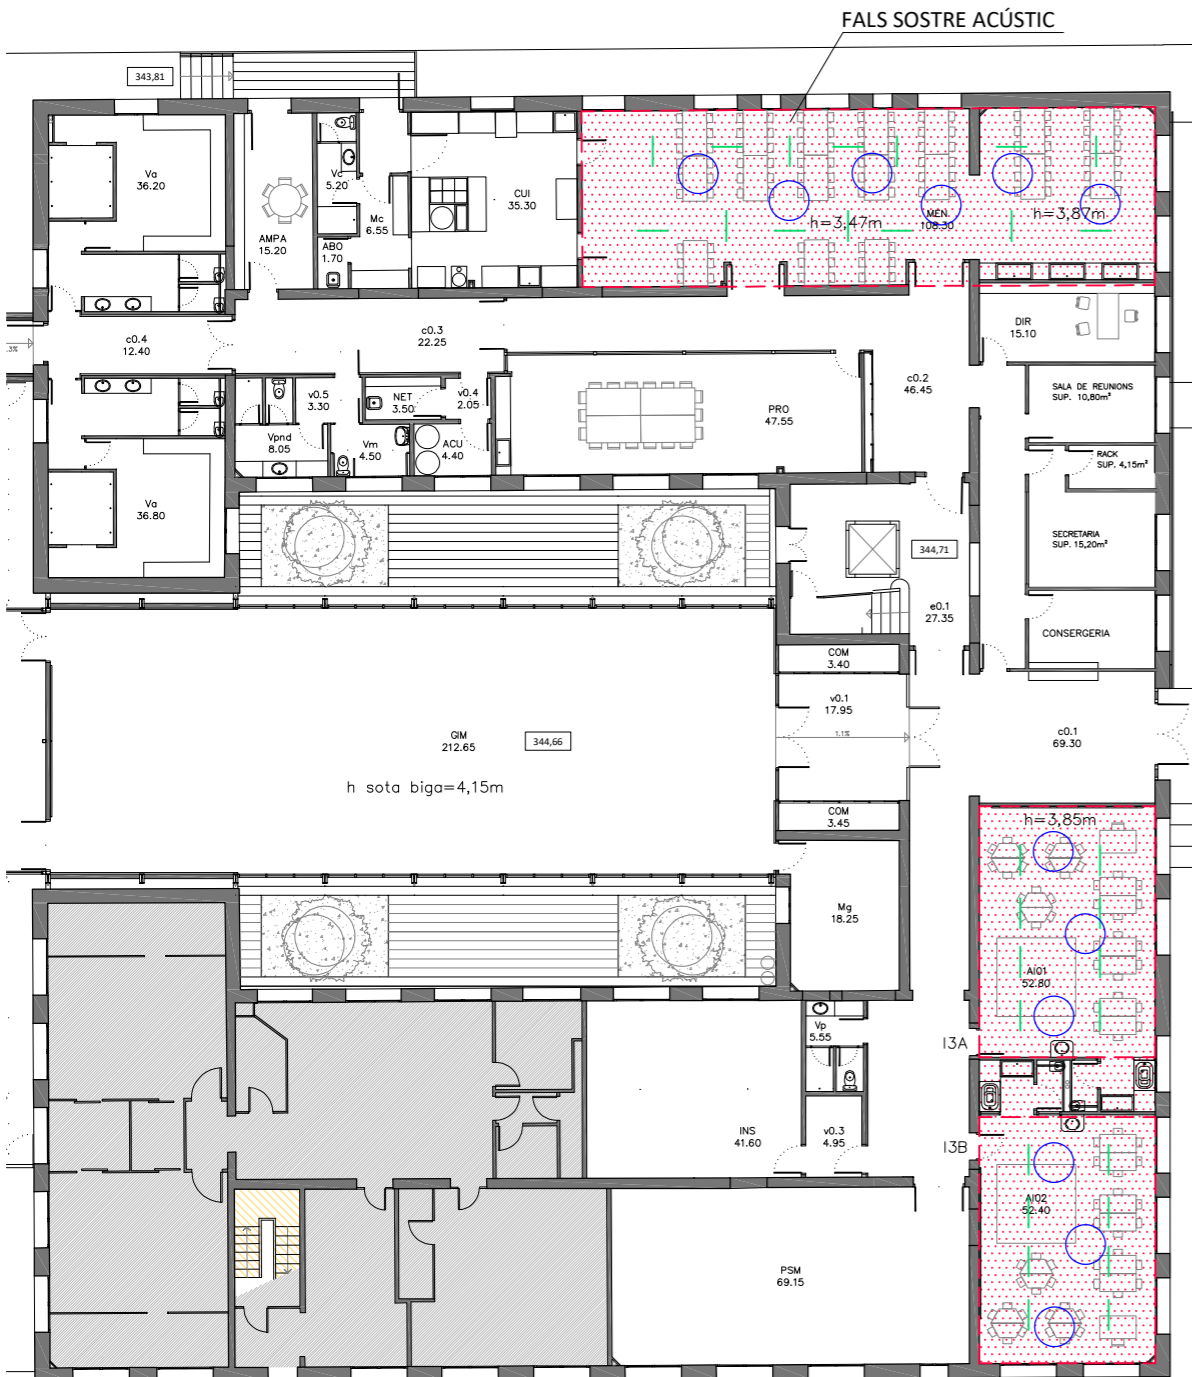 FALS SOSTRE ACÚSTIC
343,81
Va
36.20
Vc
5.20
CUI
35.30
Mc
6.55
AMPA
15.20
ABO
1.70
h=3,47m
MEN
108.30
h=3,87m
c0.4
12.40
c0.3
22.25
DIR
15.10
c0.2
46.45
SALA DE REUNIONS
SUP. 10,80m²
v0.5
3.30
NET
3.50
v0.4
2.05
PRO
47.55
Vpnd
8.05
Vm
4.50
ACU
4.40
RACK
SUP. 4,15m²
Va
36.80
344,71
SECRETARIA
SUP. 15,20m²
e0.1
27.35
CONSERGERIA
COM
3.40
v0.1
17.95
GIM
212.65
344,66
1.1%
c0.1
69.30
h sota biga=4,15m
COM
3.45
h=3,85m
Mg
18.25
AI01
52.80
Vp
5.55
I3A
INS
41.60
v0.3
4.95
I3B
AI02
52.40
PSM
69.15